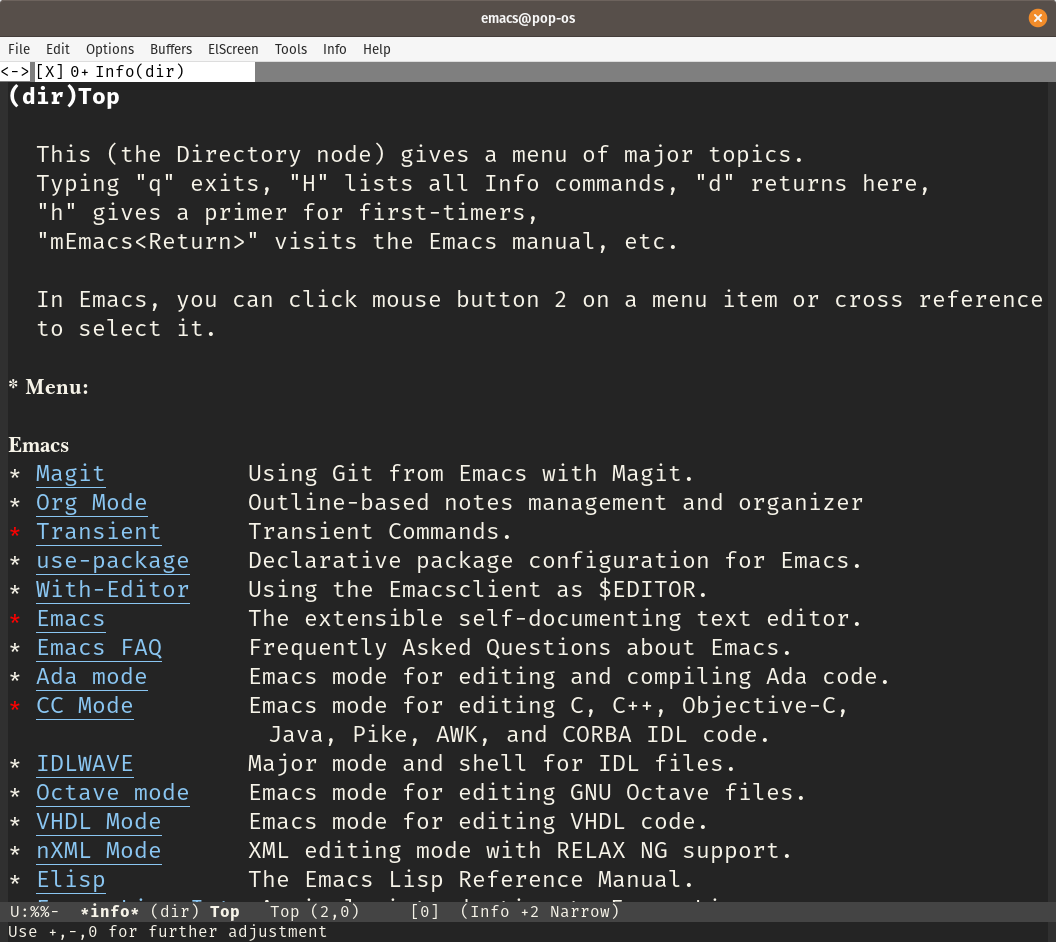 emacs@pop-os
File Edit Options Buffers ElScreen Tools Info Help
<-> [X] 0+ Info(dir)
(dir)Top
This (the Directory node) gives a menu of major topics.
Typing "q" exits, "H" lists all Info commands, "d" returns here,
"h" gives a primer for first-timers,
"mEmacs<Return>" visits the Emacs manual, etc.
In Emacs, you can click mouse button 2 on a menu item or cross reference
to select it.
* Menu:
Emacs
* Magit Using Git from Emacs with Magit.
* Org Mode Outline-based notes management and organizer
* Transient Transient Commands.
* use-package Declarative package configuration for Emacs.
* With-Editor Using the Emacsclient as $EDITOR.
* Emacs The extensible self-documenting text editor.
* Emacs FAQ Frequently Asked Questions about Emacs.
* Ada mode Emacs mode for editing and compiling Ada code.
* CC Mode Emacs mode for editing C, C++, Objective-C,
Java, Pike, AWK, and CORBA IDL code.
* IDLWAVE Major mode and shell for IDL files.
* Octave mode Emacs mode for editing GNU Octave files.
* VHDL Mode Emacs mode for editing VHDL code.
* nXML Mode XML editing mode with RELAX NG support.
* Elisp The Emacs Lisp Reference Manual.
U:%%- *info* (dir) Top Top (2,0) [0] (Info +2 Narrow)
Use +,-,0 for further adjustment